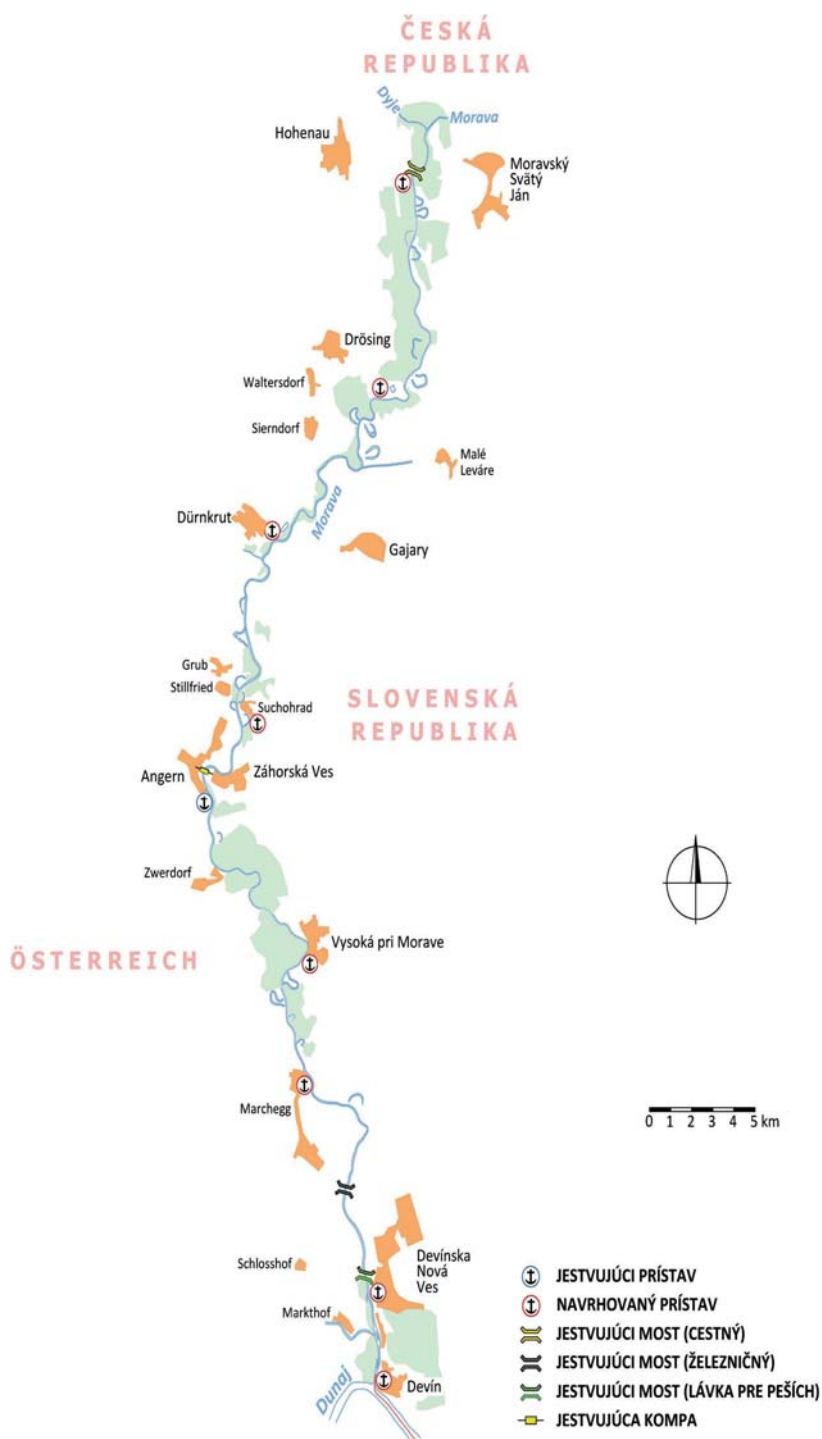 ČESKÁ
REPUBLIKA
Dyje
Morava
Hohenau
Moravský
Svätý
Ján
Drösing
Waltersdorf
Sierndorf
Malé
Leváre
Morava
Dürnkrut
Gajary
Grub
Stillfried
Suchohrad
SLOVENSKÁ
REPUBLIKA
Angern
Záhorská Ves
Zwerdorf
Vysoká pri Morave
ÖSTERREICH
Marchegg
0 1 2 3 4 5 km
Schlosshof
Devínska
Nová
Ves
Markthof
Dunaj
Devín
JESTVUJÚCI PRÍSTAV
NAVRHOVANÝ PRÍSTAV
JESTVUJÚCI MOST (CESTNÝ)
JESTVUJÚCI MOST (ŽELEZNIČNÝ)
JESTVUJÚCI MOST (LÁVKA PRE PEŠÍCH)
JESTVUJÚCA KOMPA